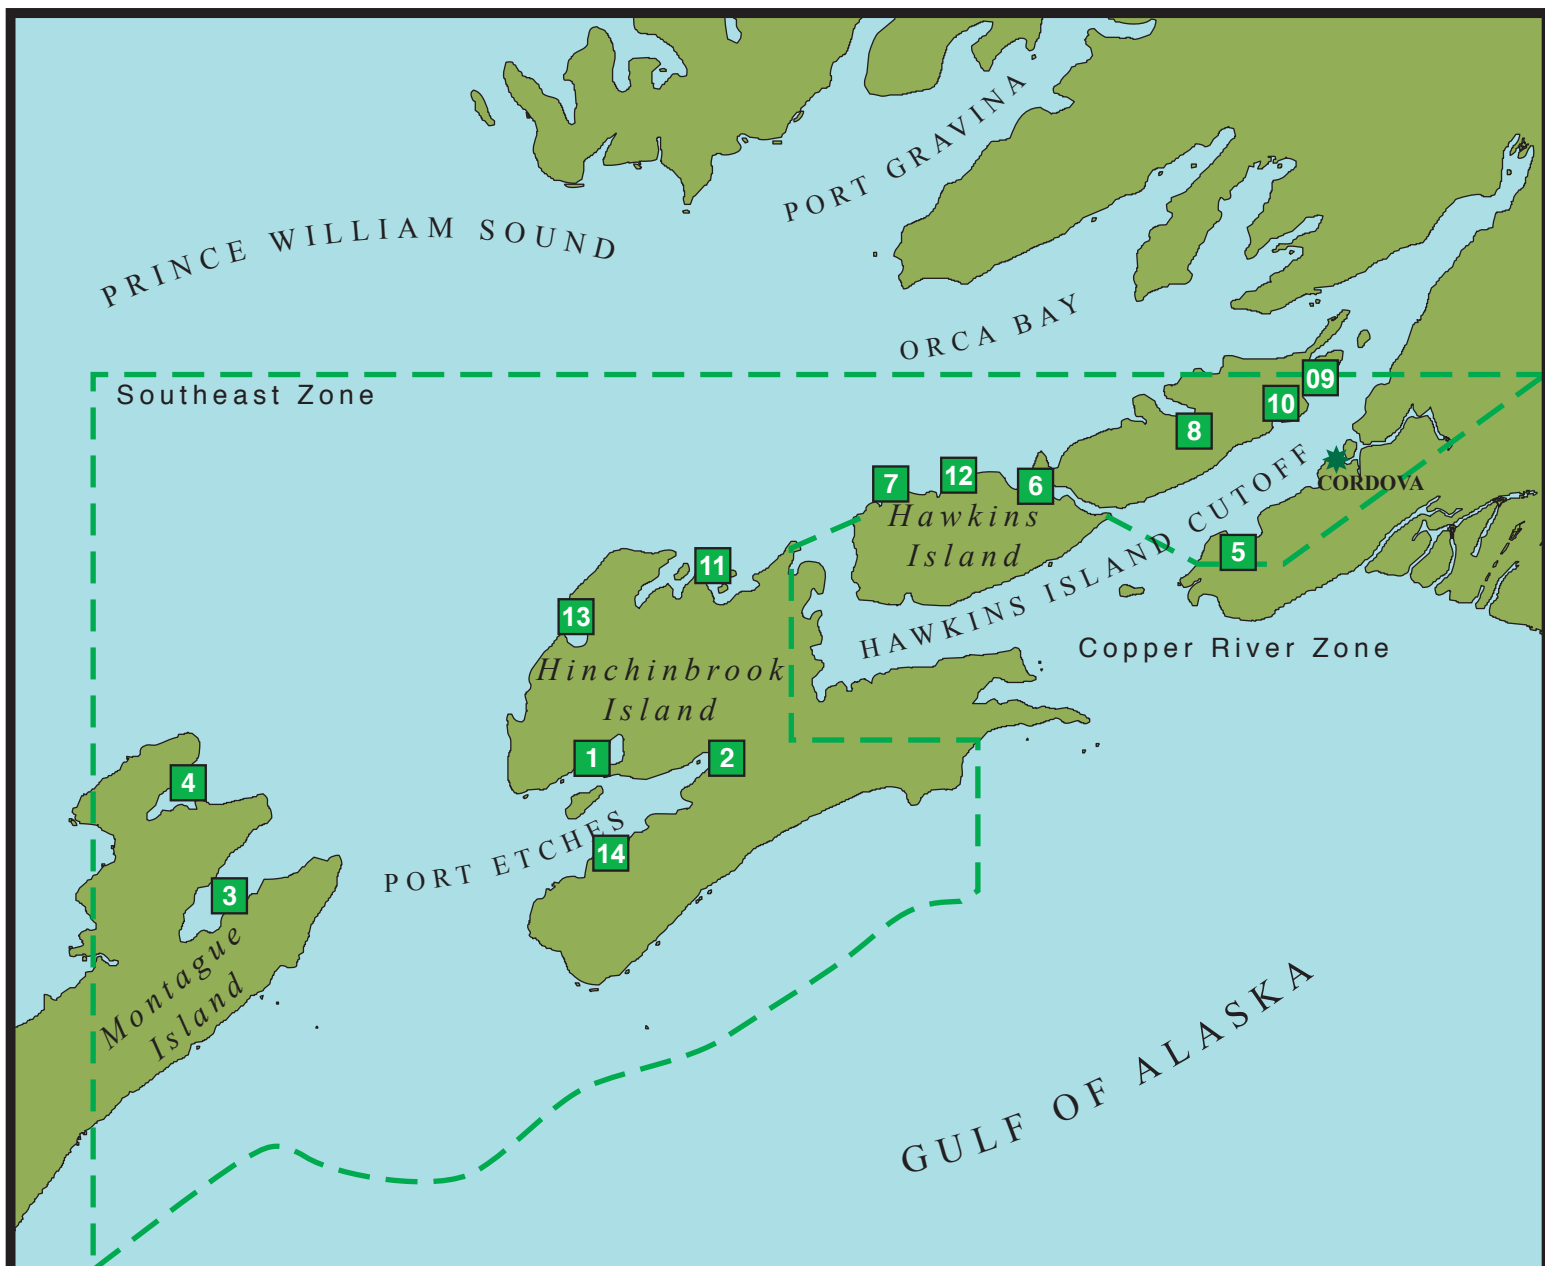 PORT GRAVINA
PRINCE WILLIAM SOUND
ORCA BAY
Southeast Zone
09
10
8
CORDOVA
7
12
6
Hawkins
Island
5
HAWKINS ISLAND CUTOFF
11
13
Copper River Zone
Hinchinbrook
Island
1
2
4
PORT ETCHES
14
3
Montague
Island
GULF OF ALASKA